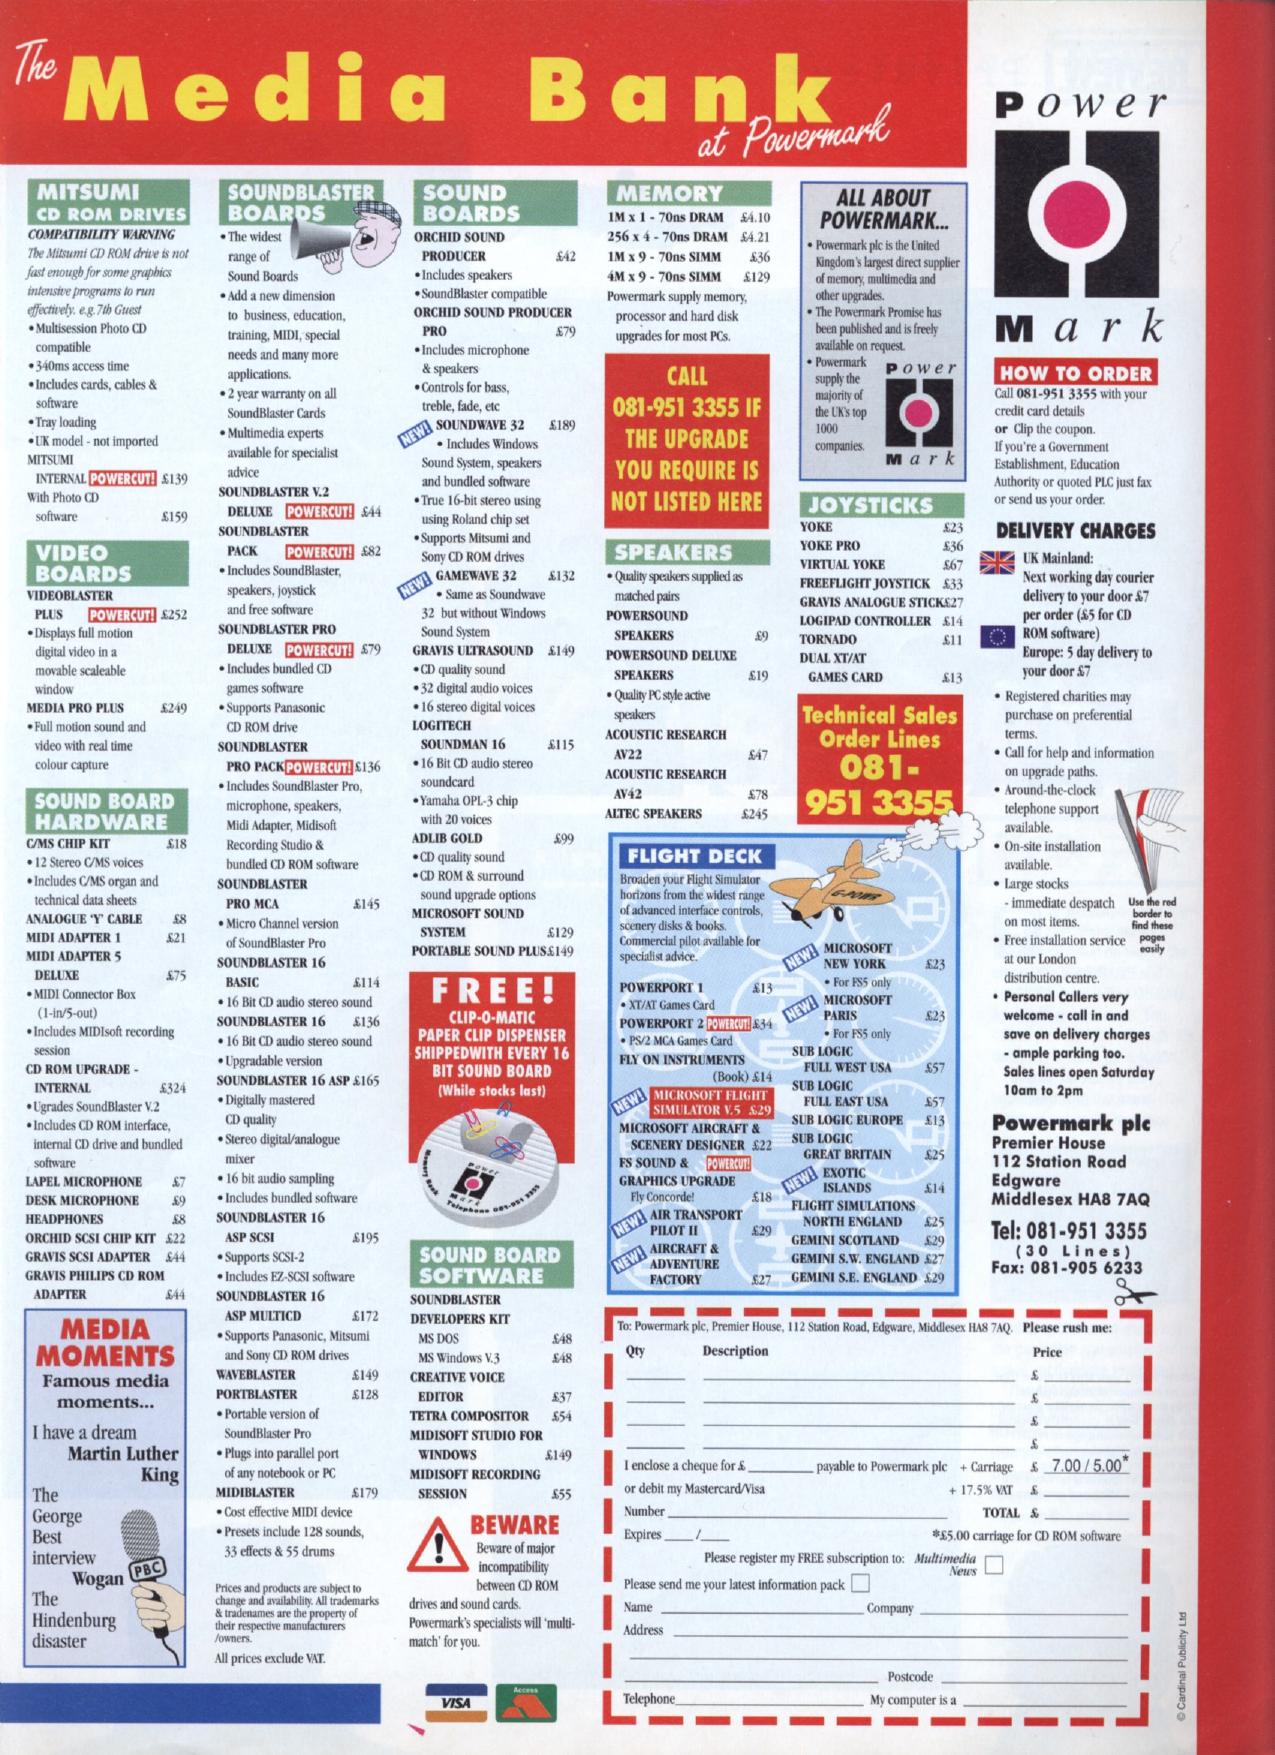 The
Media Bank
at Powermark
Power
Mark
MITSUMI
CD ROM DRIVES
COMPATIBILITY WARNING
The Mitsumi CD ROM drive is not
fast enough for some graphics
intensive programs to run
effectively. e.g. 7th Guest
• Multisession Photo CD
compatible
• 340ms access time
• Includes cards, cables &
software
• Tray loading
• UK model - not imported
MITSUMI
INTERNAL POWERCUT! £139
With Photo CD
software £159
VIDEO
BOARDS
VIDEOBLASTER
PLUS POWERCUT! £252
• Displays full motion
digital video in a
movable scaleable
window
MEDIA PRO PLUS £249
• Full motion sound and
video with real time
colour capture
SOUND BOARD
HARDWARE
C/MS CHIP KIT £18
• 12 Stereo C/MS voices
• Includes C/MS organ and
technical data sheets
ANALOGUE 'Y' CABLE £8
MIDI ADAPTER 1 £21
MIDI ADAPTER 5
DELUXE £75
• MIDI Connector Box
(1-in/5-out)
• Includes MIDIsoft recording
session
CD ROM UPGRADE -
INTERNAL £324
• Ugrades SoundBlaster V.2
• Includes CD ROM interface,
internal CD drive and bundled
software
LAPEL MICROPHONE £7
DESK MICROPHONE £9
HEADPHONES £8
ORCHID SCSI CHIP KIT £22
GRAVIS SCSI ADAPTER £44
GRAVIS PHILIPS CD ROM
ADAPTER £44
MEDIA
MOMENTS
Famous media
moments...
I have a dream
Martin Luther
King
The
George
Best
interview
Wogan
PBC
The
Hindenburg
disaster
SOUNDBLASTER
BOARDS
• The widest
range of
Sound Boards
• Add a new dimension
to business, education,
training, MIDI, special
needs and many more
applications.
• 2 year warranty on all
SoundBlaster Cards
• Multimedia experts
available for specialist
advice
SOUNDBLASTER V.2
DELUXE POWERCUT! £44
SOUNDBLASTER
PACK POWERCUT! £82
• Includes SoundBlaster,
speakers, joystick
and free software
SOUNDBLASTER PRO
DELUXE POWERCUT! £79
• Includes bundled CD
games software
• Supports Panasonic
CD ROM drive
SOUNDBLASTER
PRO PACK POWERCUT! £136
• Includes SoundBlaster Pro,
microphone, speakers,
Midi Adapter, Midisoft
Recording Studio &
bundled CD ROM software
SOUNDBLASTER
PRO MCA £145
• Micro Channel version
of SoundBlaster Pro
SOUNDBLASTER 16
BASIC £114
• 16 Bit CD audio stereo sound
SOUNDBLASTER 16 £136
• 16 Bit CD audio stereo sound
• Upgradable version
SOUNDBLASTER 16 ASP £165
• Digitally mastered
CD quality
• Stereo digital/analogue
mixer
• 16 bit audio sampling
• Includes bundled software
SOUNDBLASTER 16
ASP SCSI £195
• Supports SCSI-2
• Includes EZ-SCSI software
SOUNDBLASTER 16
ASP MULTICD £172
• Supports Panasonic, Mitsumi
and Sony CD ROM drives
WAVEBLASTER £149
PORTBLASTER £128
• Portable version of
SoundBlaster Pro
• Plugs into parallel port
of any notebook or PC
MIDIBLASTER £179
• Cost effective MIDI device
• Presets include 128 sounds,
33 effects & 55 drums
Prices and products are subject to
change and availability. All trademarks
& tradenames are the property of
their respective manufacturers
/owners.
All prices exclude VAT.
SOUND
BOARDS
ORCHID SOUND
PRODUCER £42
• Includes speakers
• SoundBlaster compatible
ORCHID SOUND PRODUCER
PRO £79
• Includes microphone
& speakers
• Controls for bass,
treble, fade, etc
NEW! SOUNDWAVE 32 £189
• Includes Windows
Sound System, speakers
and bundled software
• True 16-bit stereo using
using Roland chip set
• Supports Mitsumi and
Sony CD ROM drives
NEW! GAMEWAVE 32 £132
• Same as Soundwave
32 but without Windows
Sound System
GRAVIS ULTRASOUND £149
• CD quality sound
• 32 digital audio voices
• 16 stereo digital voices
LOGITECH
SOUNDMAN 16 £115
• 16 Bit CD audio stereo
soundcard
• Yamaha OPL-3 chip
with 20 voices
ADLIB GOLD £99
• CD quality sound
• CD ROM & surround
sound upgrade options
MICROSOFT SOUND
SYSTEM £129
PORTABLE SOUND PLUS £149
FREE!
CLIP-O-MATIC
PAPER CLIP DISPENSER
SHIPPEDWITH EVERY 16
BIT SOUND BOARD
(While stocks last)
Power
Mark
Memory Bank
Telephone 081-951 3355
SOUND BOARD
SOFTWARE
SOUNDBLASTER
DEVELOPERS KIT
MS DOS £48
MS Windows V.3 £48
CREATIVE VOICE
EDITOR £37
TETRA COMPOSITOR £54
MIDISOFT STUDIO FOR
WINDOWS £149
MIDISOFT RECORDING
SESSION £55
!
BEWARE
Beware of major
incompatibility
between CD ROM
drives and sound cards.
Powermark's specialists will 'multi-
match' for you.
VISA
Access
MEMORY
1M x 1 - 70ns DRAM £4.10
256 x 4 - 70ns DRAM £4.21
1M x 9 - 70ns SIMM £36
4M x 9 - 70ns SIMM £129
Powermark supply memory,
processor and hard disk
upgrades for most PCs.
CALL
081-951 3355 IF
THE UPGRADE
YOU REQUIRE IS
NOT LISTED HERE
SPEAKERS
• Quality speakers supplied as
matched pairs
POWERSOUND
SPEAKERS £9
POWERSOUND DELUXE
SPEAKERS £19
• Quality PC style active
speakers
ACOUSTIC RESEARCH
AV22 £47
ACOUSTIC RESEARCH
AV42 £78
ALTEC SPEAKERS £245
ALL ABOUT
POWERMARK...
• Powermark plc is the United
Kingdom's largest direct supplier
of memory, multimedia and
other upgrades.
• The Powermark Promise has
been published and is freely
available on request.
• Powermark
supply the
majority of
the UK's top
1000
companies.
Power
Mark
JOYSTICKS
YOKE £23
YOKE PRO £36
VIRTUAL YOKE £67
FREEFLIGHT JOYSTICK £33
GRAVIS ANALOGUE STICK £27
LOGIPAD CONTROLLER £14
TORNADO £11
DUAL XT/AT
GAMES CARD £13
Technical Sales
Order Lines
081-
951 3355
FLIGHT DECK
Broaden your Flight Simulator
horizons from the widest range
of advanced interface controls,
scenery disks & books.
Commercial pilot available for
specialist advice.
G-POWR
POWERPORT 1 £13
• XT/AT Games Card
POWERPORT 2 POWERCUT! £34
• PS/2 MCA Games Card
FLY ON INSTRUMENTS
(Book) £14
NEW! MICROSOFT FLIGHT
SIMULATOR V.5 £29
MICROSOFT AIRCRAFT &
SCENERY DESIGNER £22
FS SOUND & POWERCUT!
GRAPHICS UPGRADE
Fly Concorde! £18
NEW! AIR TRANSPORT
PILOT II £29
NEW! AIRCRAFT &
ADVENTURE
FACTORY £27
NEW! MICROSOFT
NEW YORK £23
• For FS5 only
NEW! MICROSOFT
PARIS £23
• For FS5 only
SUB LOGIC
FULL WEST USA £57
SUB LOGIC
FULL EAST USA £57
SUB LOGIC EUROPE £13
SUB LOGIC
GREAT BRITAIN £25
NEW! EXOTIC
ISLANDS £14
FLIGHT SIMULATIONS
NORTH ENGLAND £25
GEMINI SCOTLAND £29
GEMINI S.W. ENGLAND £27
GEMINI S.E. ENGLAND £29
HOW TO ORDER
Call 081-951 3355 with your
credit card details
or Clip the coupon.
If you're a Government
Establishment, Education
Authority or quoted PLC just fax
or send us your order.
DELIVERY CHARGES
UK Mainland:
Next working day courier
delivery to your door £7
per order (£5 for CD
ROM software)
Europe: 5 day delivery to
your door £7
• Registered charities may
purchase on preferential
terms.
• Call for help and information
on upgrade paths.
• Around-the-clock
telephone support
available.
• On-site installation
available.
• Large stocks
- immediate despatch
on most items.
• Free installation service
at our London
distribution centre.
• Personal Callers very
welcome - call in and
save on delivery charges
- ample parking too.
Sales lines open Saturday
10am to 2pm
Use the red
border to
find these
pages
easily
Powermark plc
Premier House
112 Station Road
Edgware
Middlesex HA8 7AQ
Tel: 081-951 3355
(30 Lines)
Fax: 081-905 6233
To: Powermark plc, Premier House, 112 Station Road, Edgware, Middlesex HA8 7AQ. Please rush me:
Qty Description Price
£
£
£
£
I enclose a cheque for £ payable to Powermark plc + Carriage £ 7.00 / 5.00*
or debit my Mastercard/Visa + 17.5% VAT £
Number TOTAL £
Expires / *£5.00 carriage for CD ROM software
Please register my FREE subscription to: Multimedia
News
Please send me your latest information pack
Name Company
Address
Postcode
Telephone My computer is a
© Cardinal Publicity Ltd